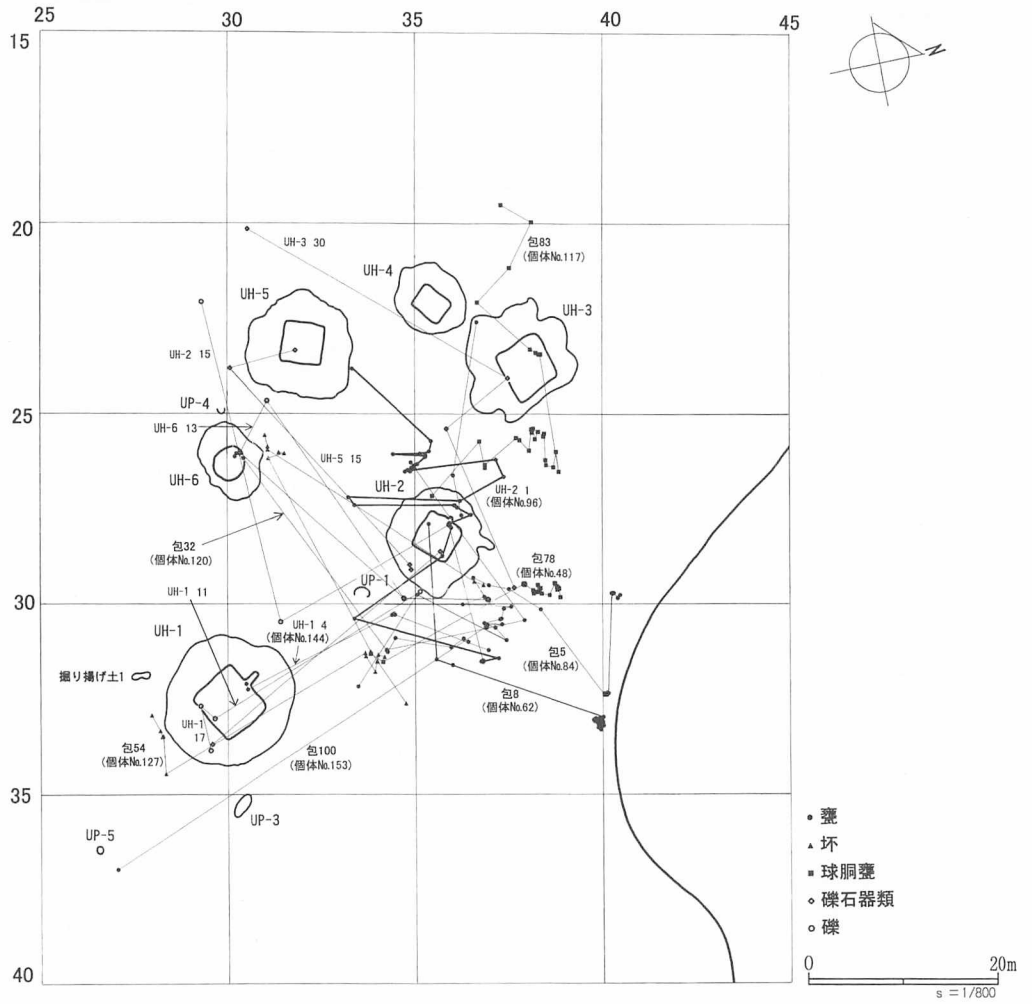 25 30 35 40 45
15
N
20
UH-3 30
包83
(個体No.117)
UH-4
UH-5
UH-3
UH-2 15
25
UP-4
UH-6 13
UH-5 15
UH-6
UH-2
UH-2 1
(個体No.96)
包32
(個体No.120)
包78
(個体No.48)
UP-1
30
UH-1 11
UH-1 4
(個体No.144)
UH-1
包5
(個体No.84)
掘り揚げ土1
包8
(個体No.62)
UH-1
17
包54
(個体No.127)
包100
(個体No.153)
35
UP-3
UP-5
甕
坏
球胴甕
礫石器類
礫
40
0 20m
s =1/800